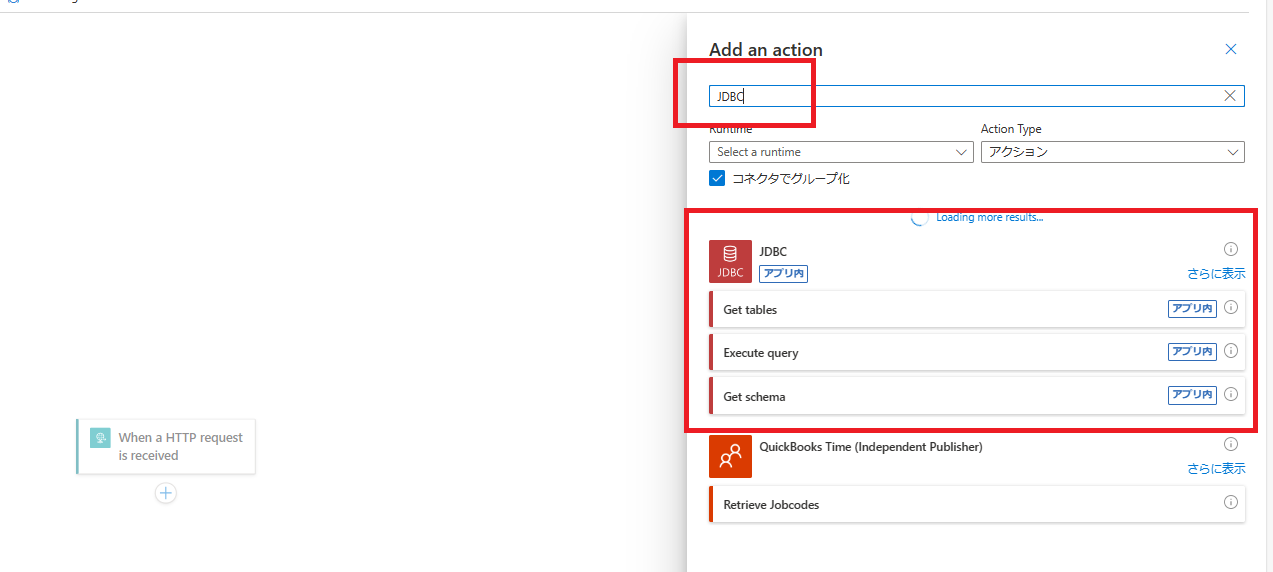 Add an action
JDBC
Runtime
Action Type
Select a runtime
アクション
コネクタでグループ化
Loading more results...
JDBC
JDBC
アプリ内
さらに表示
Get tables
アプリ内
Execute query
アプリ内
Get schema
アプリ内
QuickBooks Time (Independent Publisher)
さらに表示
Retrieve Jobcodes
When a HTTP request
is received